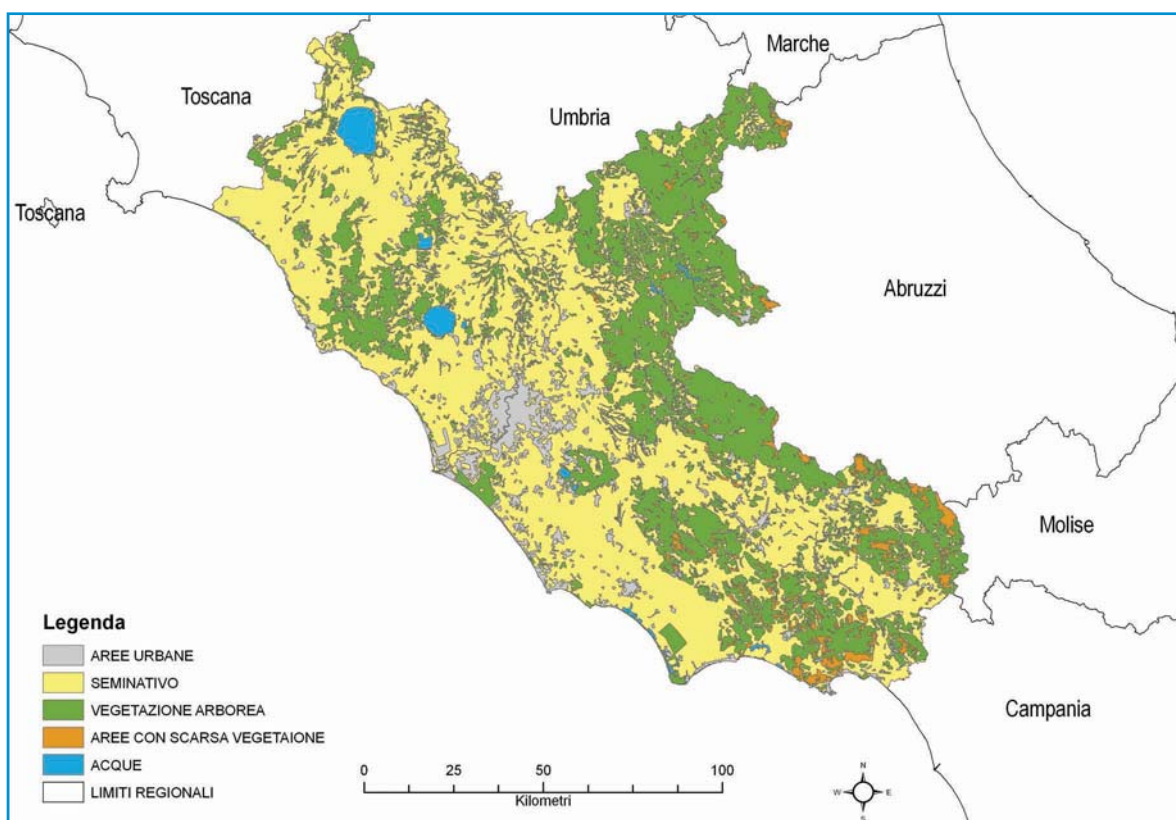 Marche
Toscana
Umbria
Toscana
Abruzzi
Molise
Campania
Legenda
AREE URBANE
SEMINATIVO
VEGETAZIONE ARBOREA
AREE CON SCARSA VEGETAIONE
ACQUE
LIMITI REGIONALI
0 25 50 100
Kilometri
N
W E
S